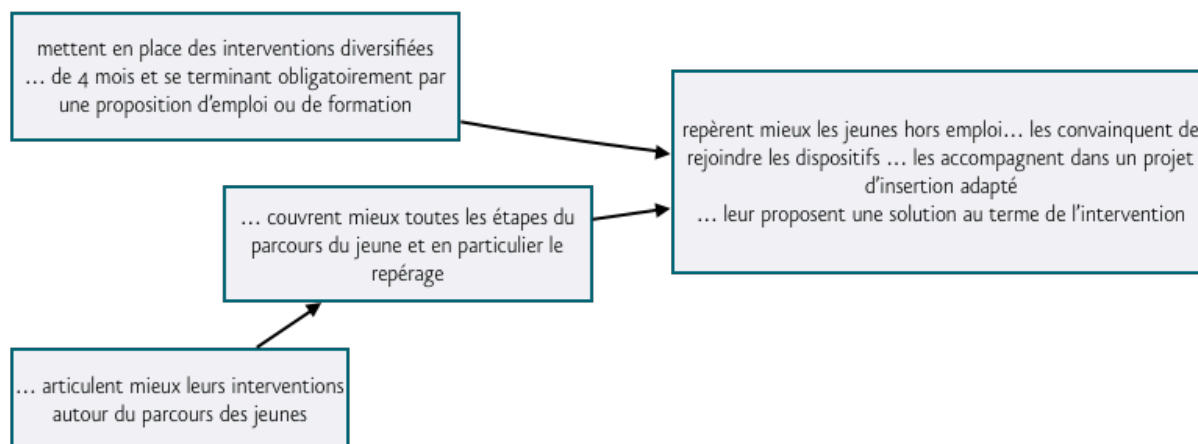 mettent en place des interventions diversifiées
… de 4 mois et se terminant obligatoirement par
une proposition d'emploi ou de formation
repèrent mieux les jeunes hors emploi… les convainquent de
rejoindre les dispositifs … les accompagnent dans un projet
d'insertion adapté
… leur proposent une solution au terme de l'intervention
… couvrent mieux toutes les étapes du
parcours du jeune et en particulier le
repérage
… articulent mieux leurs interventions
autour du parcours des jeunes